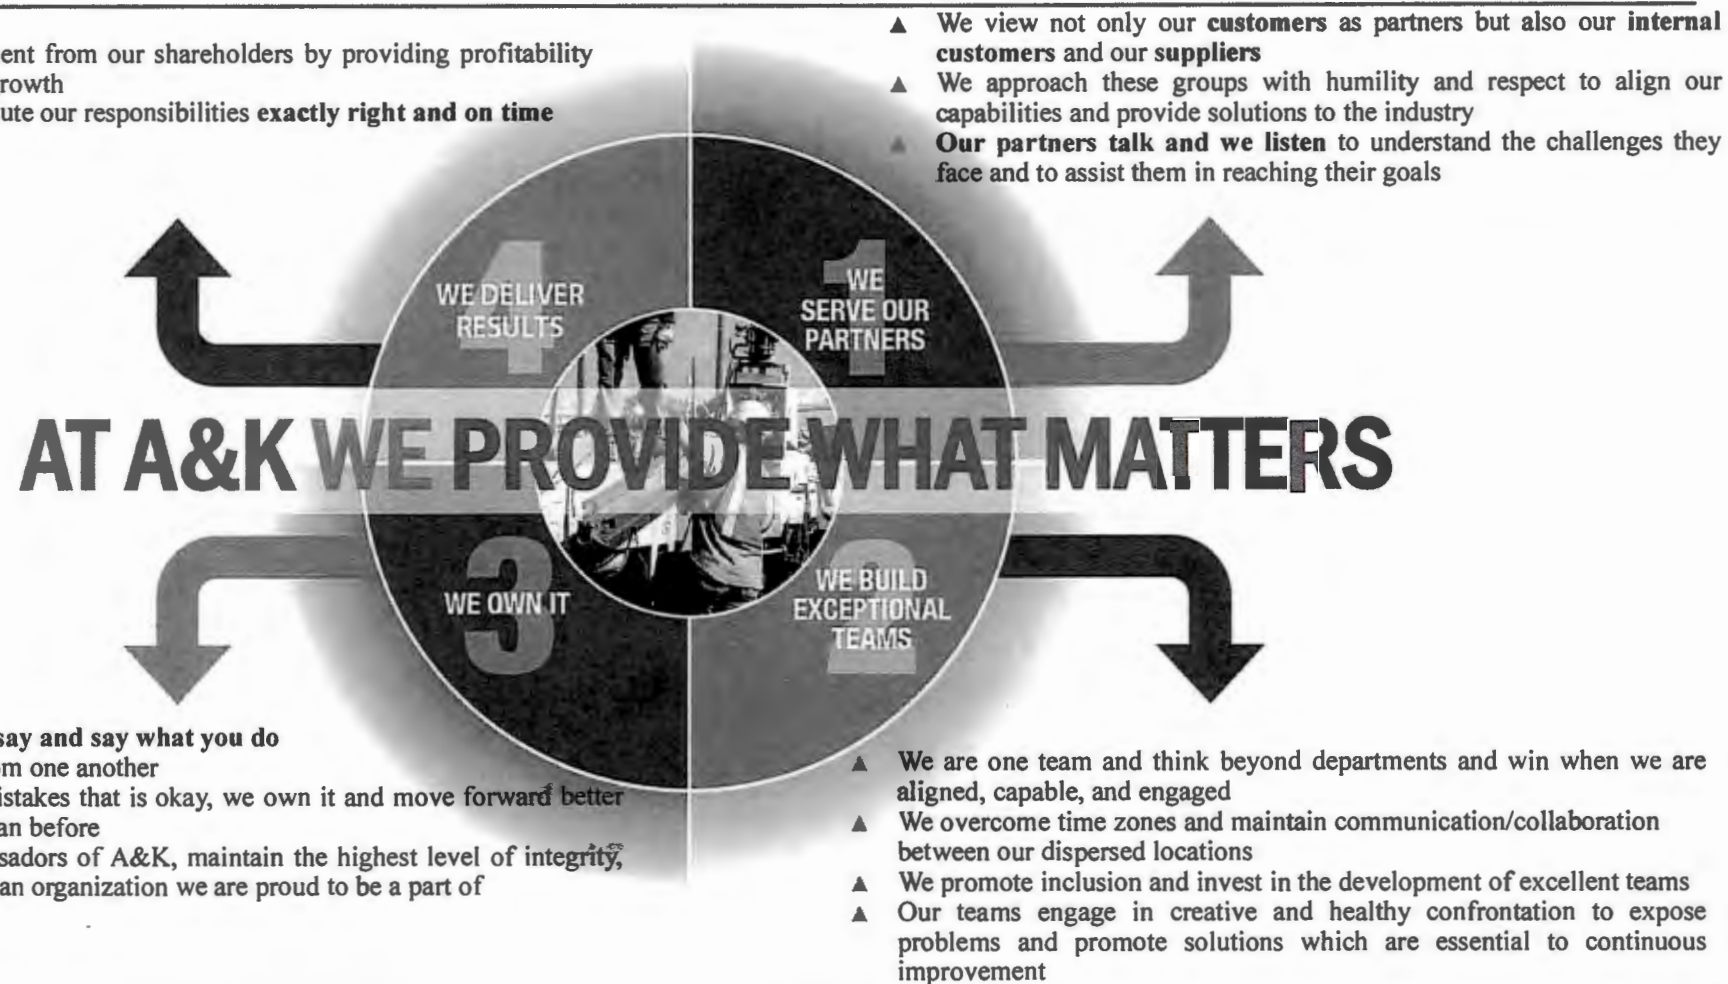 ent from our shareholders by providing profitability
rowth
ute our responsibilities exactly right and on time
▲ We view not only our customers as partners but also our internal
customers and our suppliers
▲ We approach these groups with humility and respect to align our
capabilities and provide solutions to the industry
▲ Our partners talk and we listen to understand the challenges they
face and to assist them in reaching their goals
4
WE DELIVER
RESULTS
1
WE
SERVE OUR
PARTNERS
AT A&K WE PROVIDE WHAT MATTERS
3
WE OWN IT
2
WE BUILD
EXCEPTIONAL
TEAMS
say and say what you do
om one another
istakes that is okay, we own it and move forward better
an before
sadors of A&K, maintain the highest level of integrity,
an organization we are proud to be a part of
▲ We are one team and think beyond departments and win when we are
aligned, capable, and engaged
▲ We overcome time zones and maintain communication/collaboration
between our dispersed locations
▲ We promote inclusion and invest in the development of excellent teams
▲ Our teams engage in creative and healthy confrontation to expose
problems and promote solutions which are essential to continuous
improvement